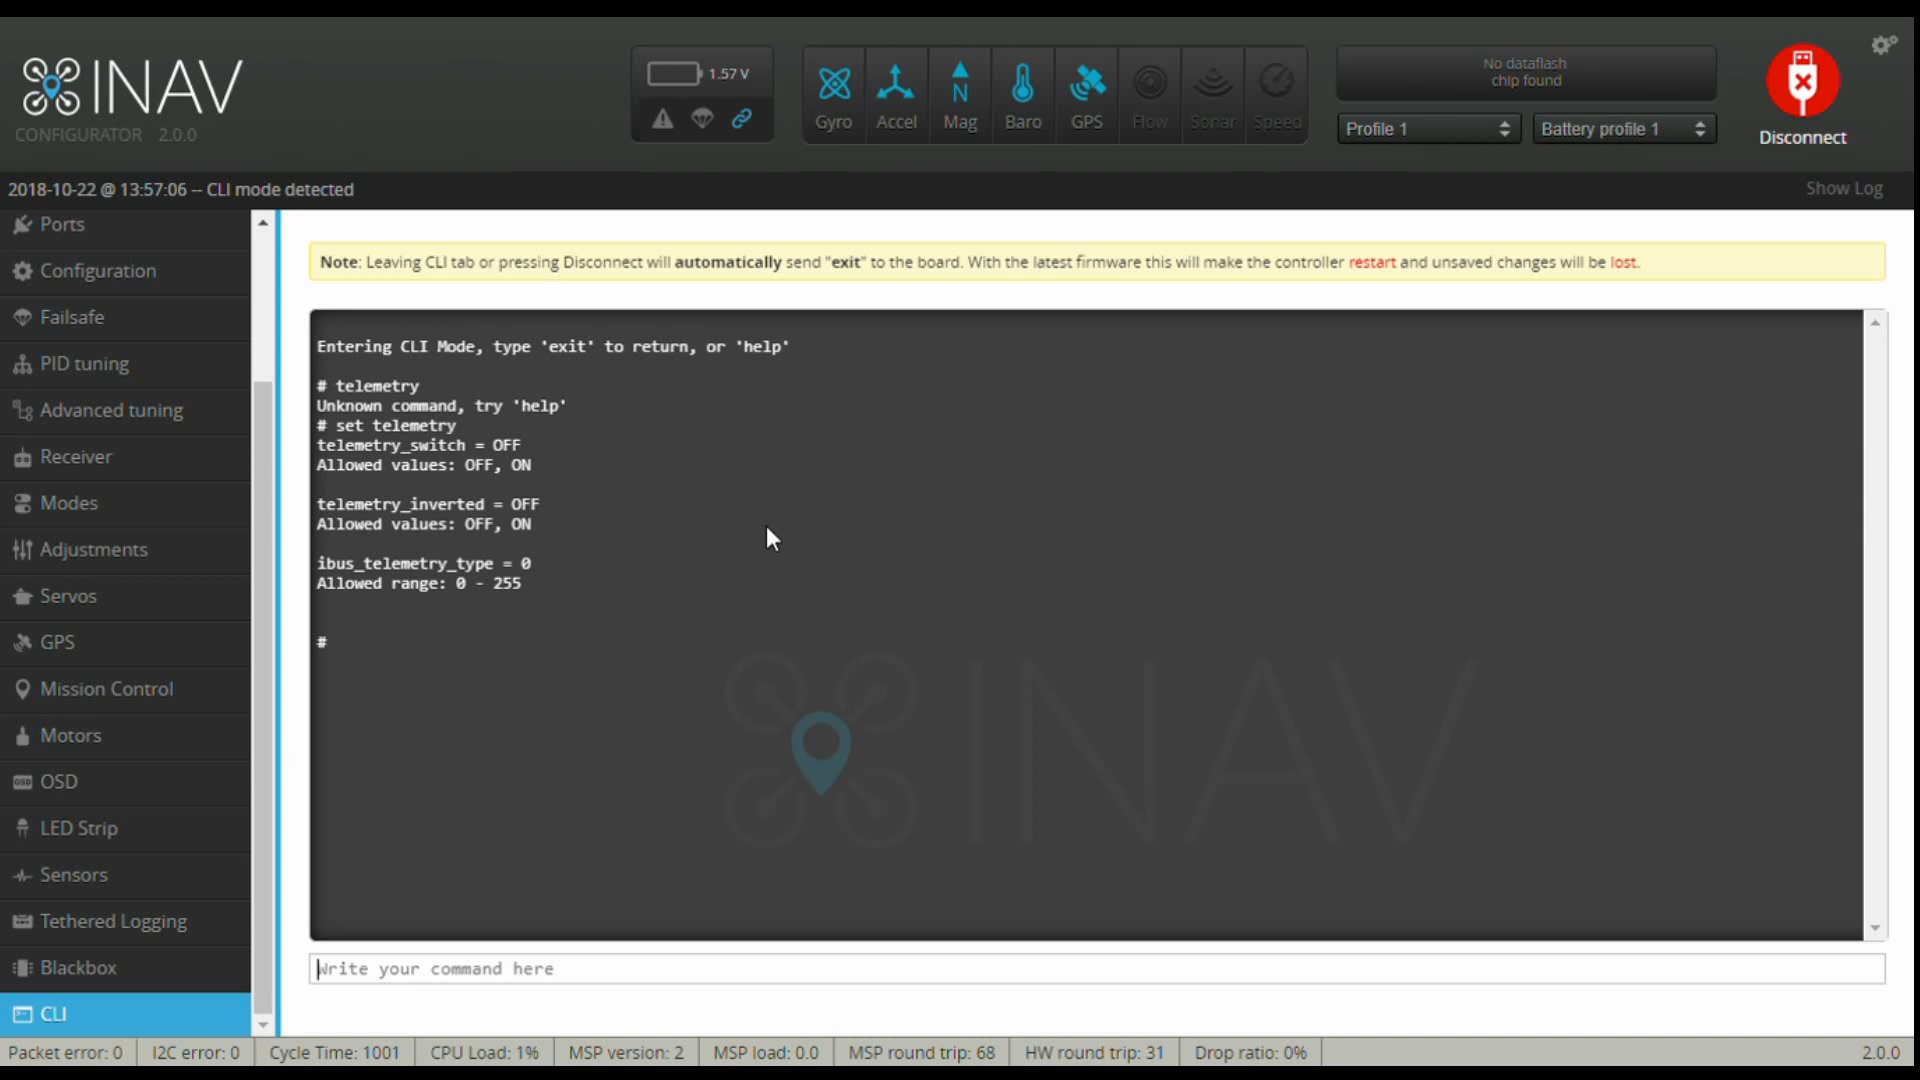 INAV
CONFIGURATOR 2.0.0
1.57 V
Gyro
Accel
N
Mag
Baro
GPS
Flow
Sonar
Speed
No dataflash
chip found
Profile 1
Battery profile 1
Disconnect
2018-10-22 @ 13:57:06 -- CLI mode detected
Show Log
Ports
Configuration
Failsafe
PID tuning
Advanced tuning
Receiver
Modes
Adjustments
Servos
GPS
Mission Control
Motors
OSD
LED Strip
Sensors
Tethered Logging
Blackbox
CLI
Note: Leaving CLI tab or pressing Disconnect will automatically send "exit" to the board. With the latest firmware this will make the controller restart and unsaved changes will be lost.
Entering CLI Mode, type 'exit' to return, or 'help'
# telemetry
Unknown command, try 'help'
# set telemetry
telemetry_switch = OFF
Allowed values: OFF, ON
telemetry_inverted = OFF
Allowed values: OFF, ON
ibus_telemetry_type = 0
Allowed range: 0 - 255
#
INAV
Write your command here
Packet error: 0
I2C error: 0
Cycle Time: 1001
CPU Load: 1%
MSP version: 2
MSP load: 0.0
MSP round trip: 68
HW round trip: 31
Drop ratio: 0%
2.0.0